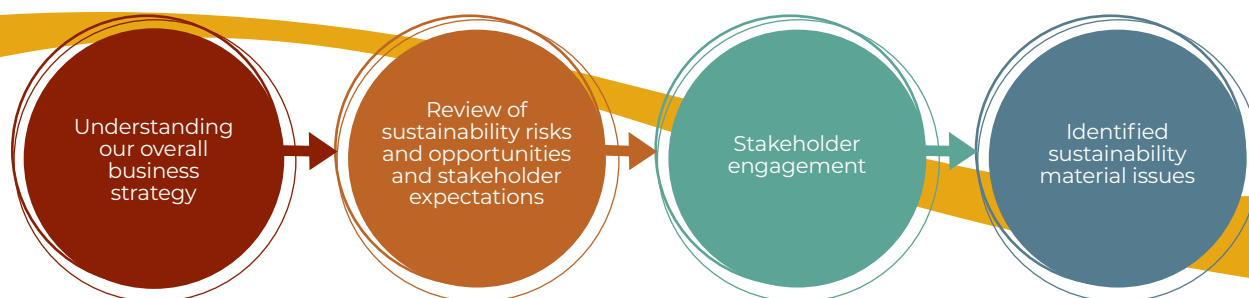 Understanding
our overall
business
strategy
Review of
sustainability risks
and opportunities
and stakeholder
expectations
Stakeholder
engagement
Identified
sustainability
material issues